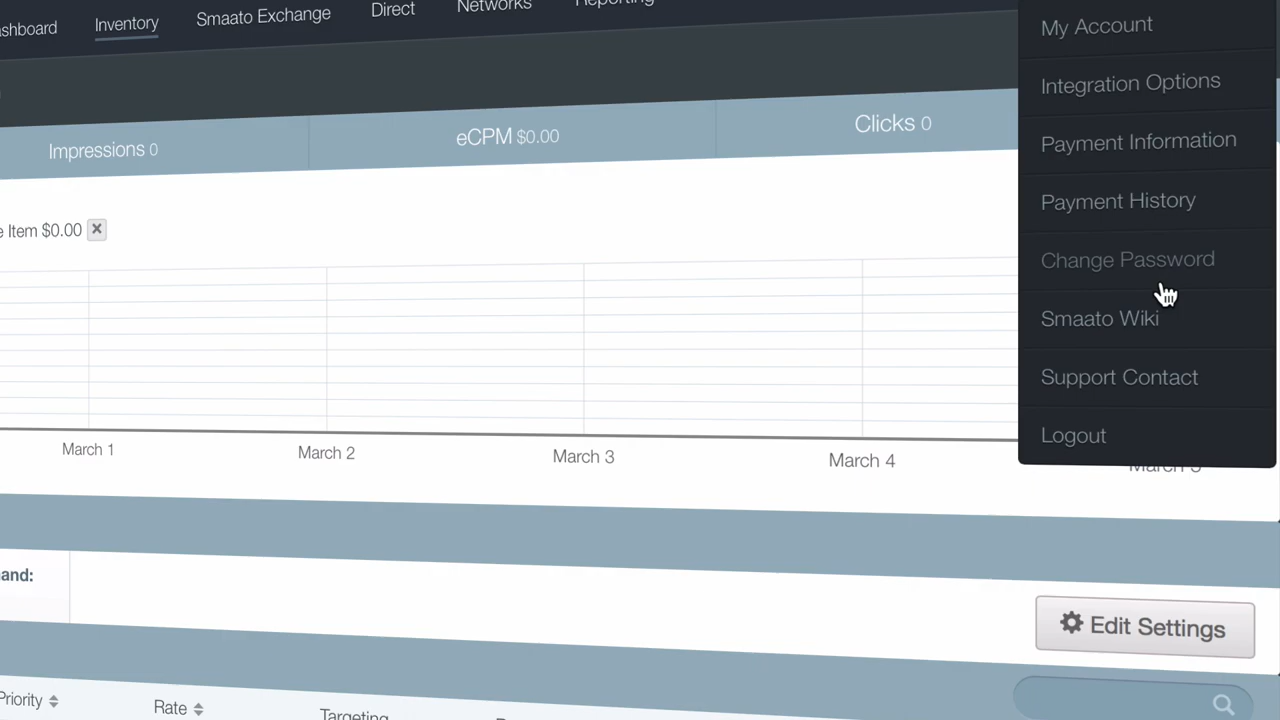 Inventory
Smaato Exchange
Direct
Networks
Reporting
My Account
Integration Options
Payment Information
Payment History
Change Password
Smaato Wiki
Support Contact
Logout
Impressions 0
eCPM $0.00
Clicks 0
Item $0.00
March 1
March 2
March 3
March 4
Edit Settings
Priority
Rate
Targeting